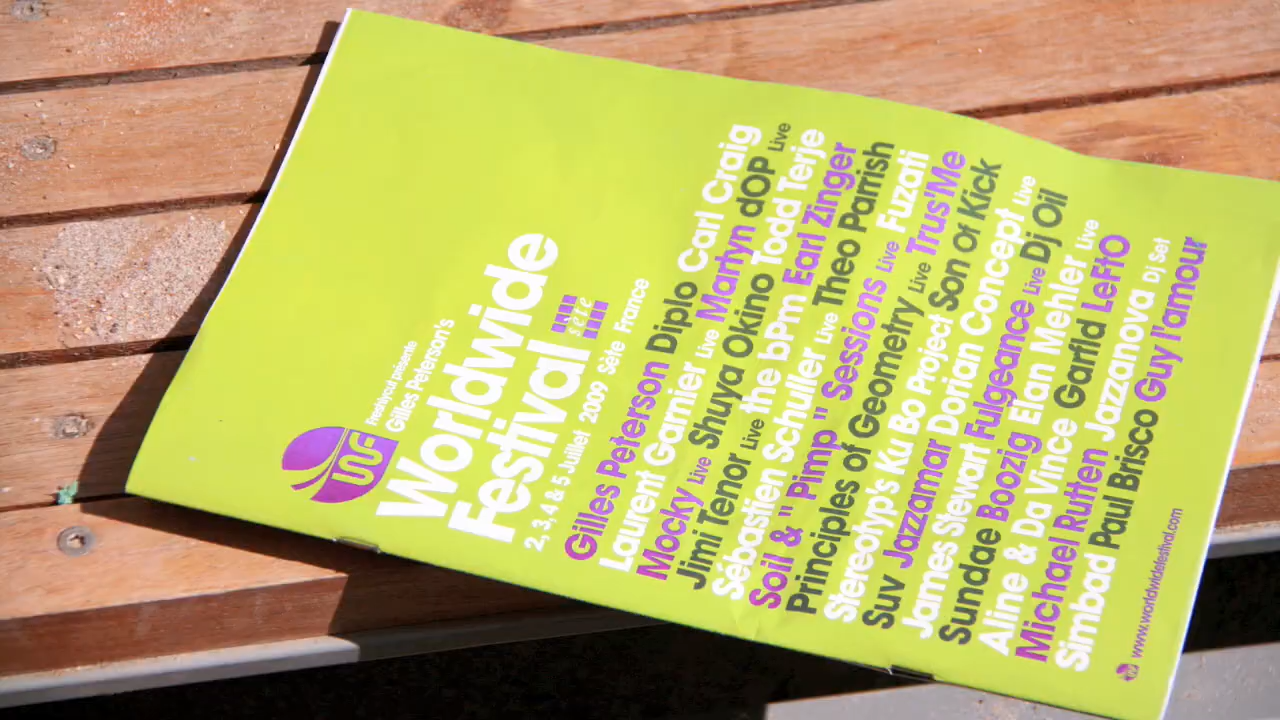 Freshlycut présente
Gilles Peterson's
Worldwide
Festival sète
2, 3, 4 & 5 Juillet 2009 Sète France
Gilles Peterson Diplo Carl Craig
Laurent Garnier Live Martyn dOP Live
Mocky Live Shuya Okino Todd Terje
Jimi Tenor Live the bPm Earl Zinger
Sébastien Schuller Live Theo Parrish
Soil & "Pimp" Sessions Live Fuzati
Principles of Geometry Live Trus'Me
Stereotyp's Ku Bo Project Son Of Kick
Suv Jazzamar Dorian Concept Live
James Stewart Fulgeance Live Dj Oil
Sundae Boozig Elan Mehler Live
Aline & Da Vince Garfld LeFtO
Michael Rutten Jazzanova Dj Set
Simbad Paul Brisco Guy l'amour
www.worldwidefestival.com